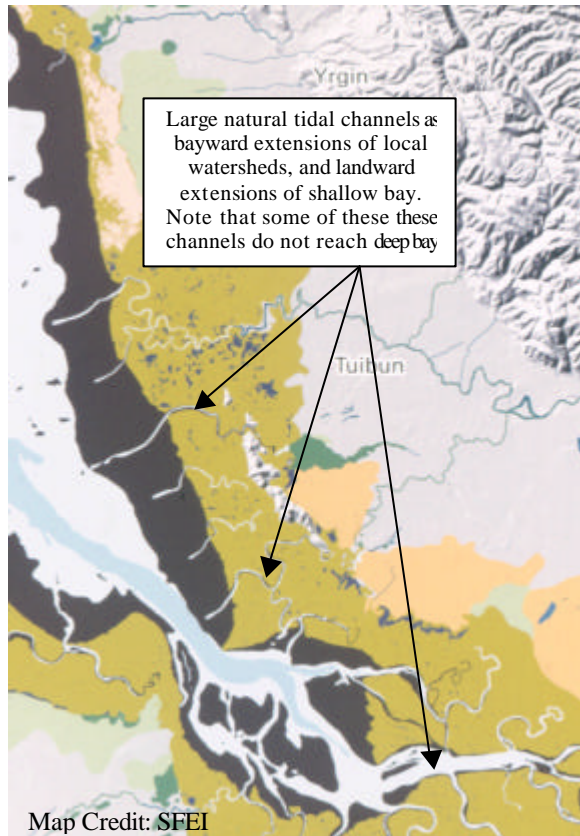 Yrgin
Large natural tidal channels as
bayward extensions of local
watersheds, and landward
extensions of shallow bay.
Note that some of these these
channels do not reach deep bay
Tuibun
Map Credit: SFEI